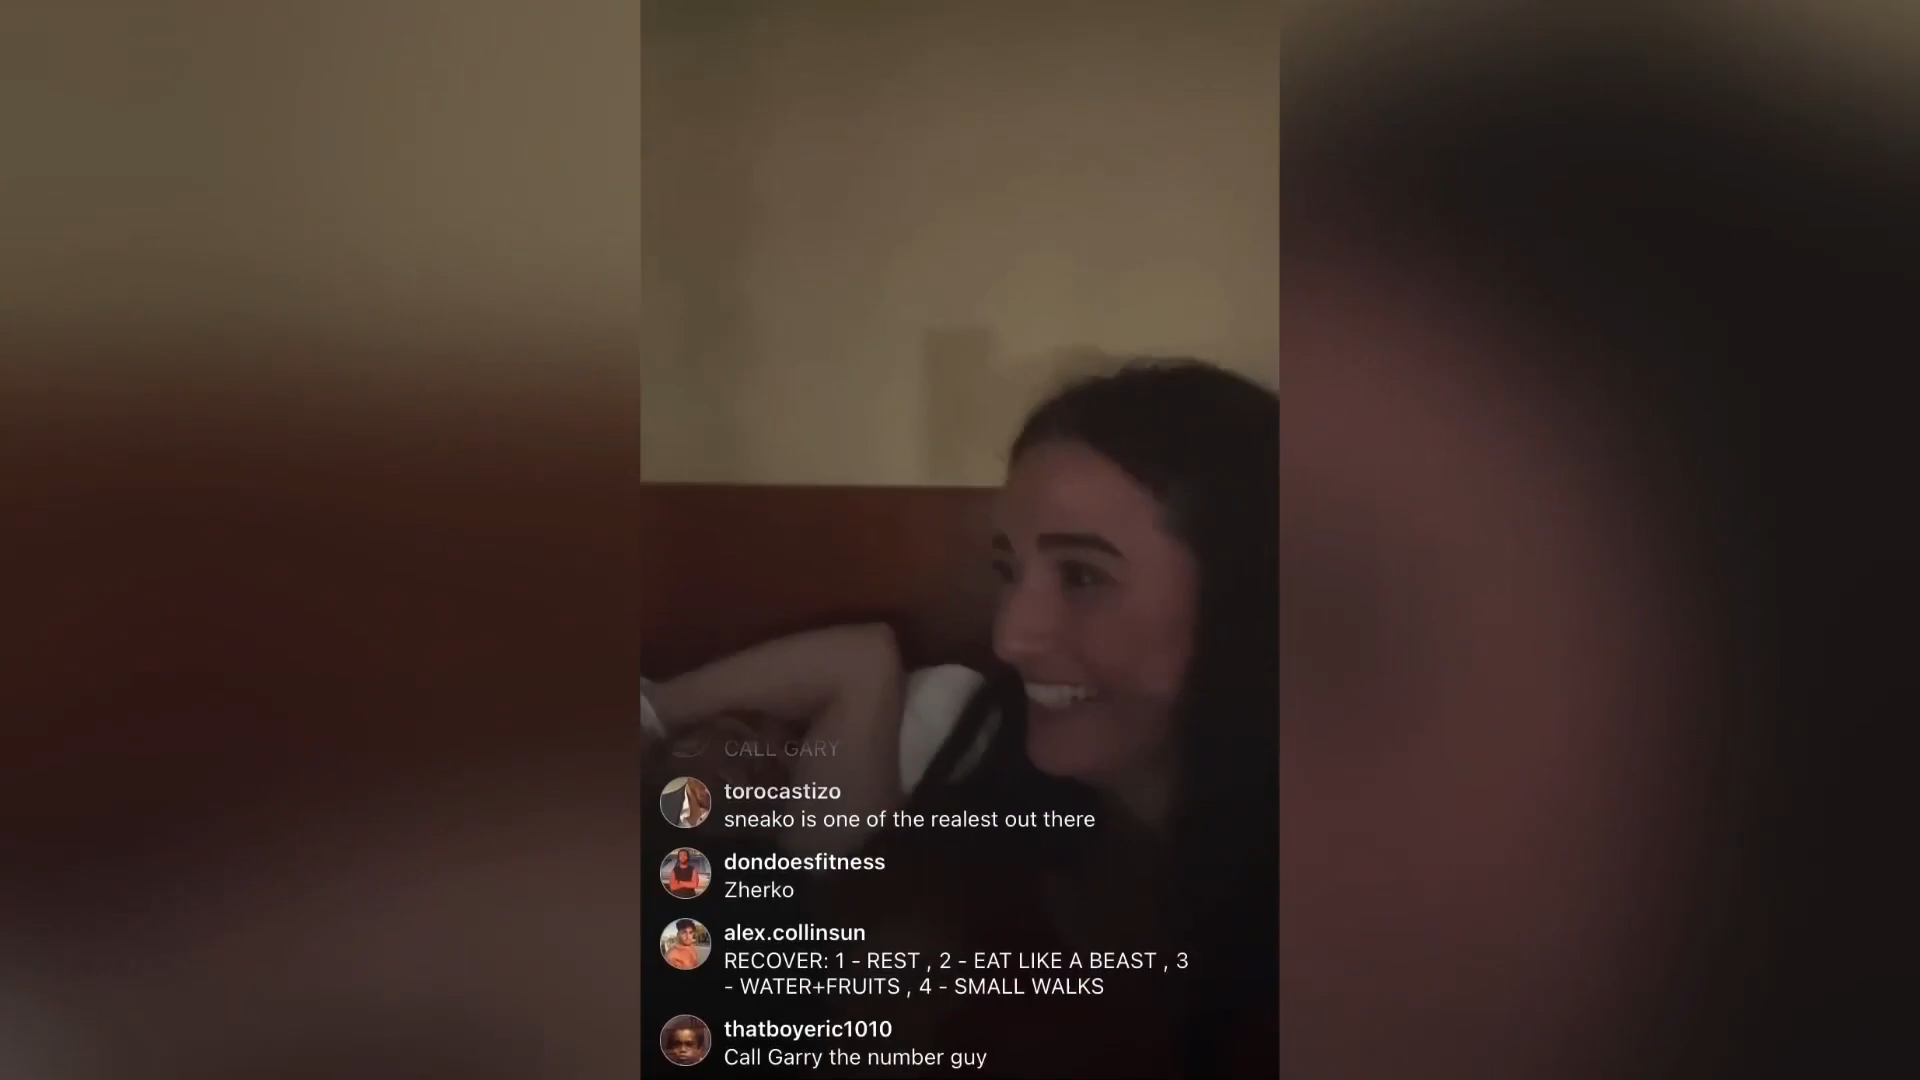 CALL GARY
torocastizo
sneako is one of the realest out there
dondoesfitness
Zherko
alex.collinsun
RECOVER: 1 - REST , 2 - EAT LIKE A BEAST , 3
- WATER+FRUITS , 4 - SMALL WALKS
thatboyeric1010
Call Garry the number guy